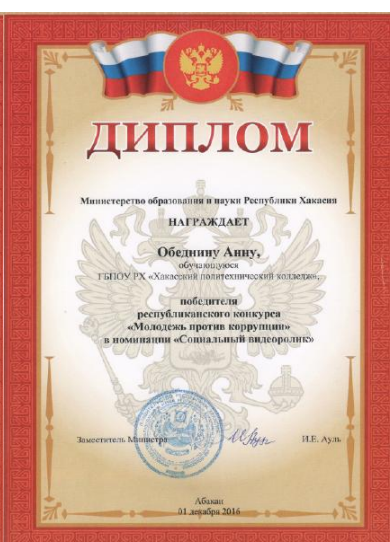 ДИПЛОМ
Министерство образования и науки Республики Хакасия
НАГРАЖДАЕТ
Обеднину Анну,
обучающуюся
ГБПОУ РХ «Хакасский политехнический колледж»,
победителя
республиканского конкурса
«Молодежь против коррупции»
в номинации «Социальный видеоролик»
Заместитель Министра И.Е. Ауль
Абакан
01 декабря 2016